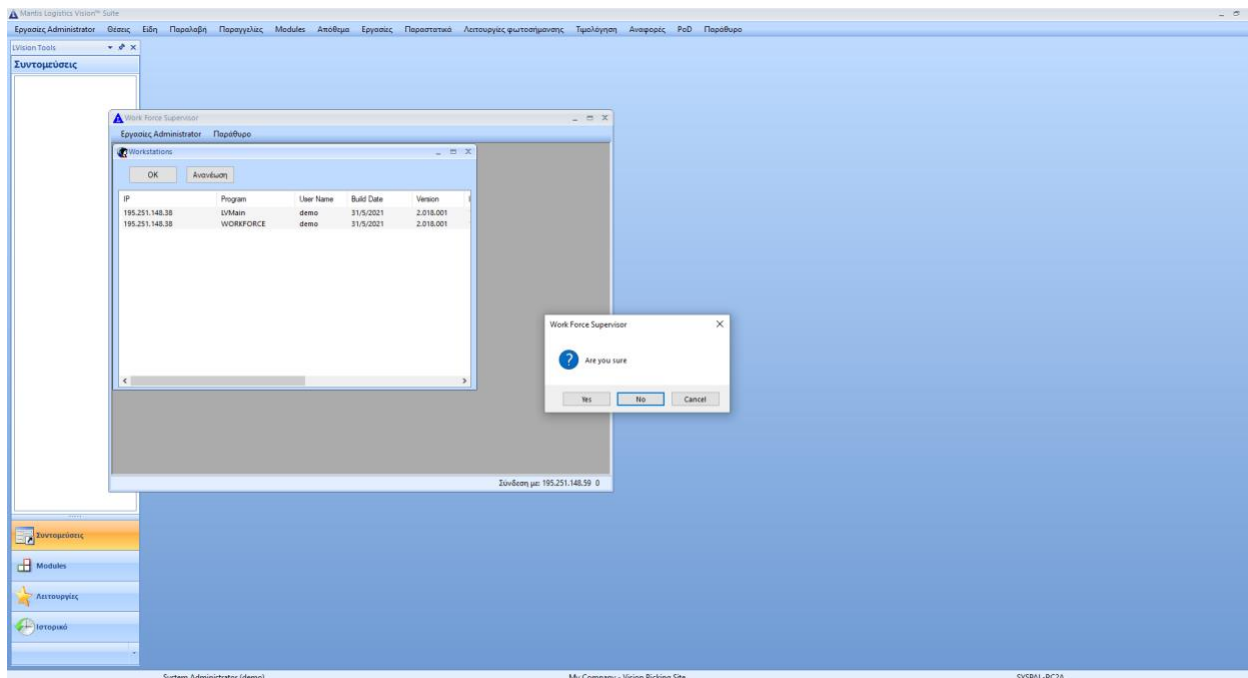 Mantis Logistics Vision™ Suite
Εργασίες Administrator Θέσεις Είδη Παραλαβή Παραγγελίες Modules Απόθεμα Εργασίες Παραστατικά Λειτουργίες φωτοσήμανσης Τιμολόγηση Αναφορές PoD Παράθυρο
LVision Tools
Συντομεύσεις
Work Force Supervisor
Εργασίες Administrator Παράθυρο
Workstations
OK Ανανέωση
IP Program User Name Build Date Version
195.251.148.38 LVMain demo 31/5/2021 2.018.001
195.251.148.38 WORKFORCE demo 31/5/2021 2.018.001
Work Force Supervisor
Are you sure
Yes No Cancel
Σύνδεση με: 195.251.148.59 0
Συντομεύσεις
Modules
Λειτουργίες
Ιστορικό
System Administrator (demo) My Company - Vision Picking Site SYSPAL-PC2A